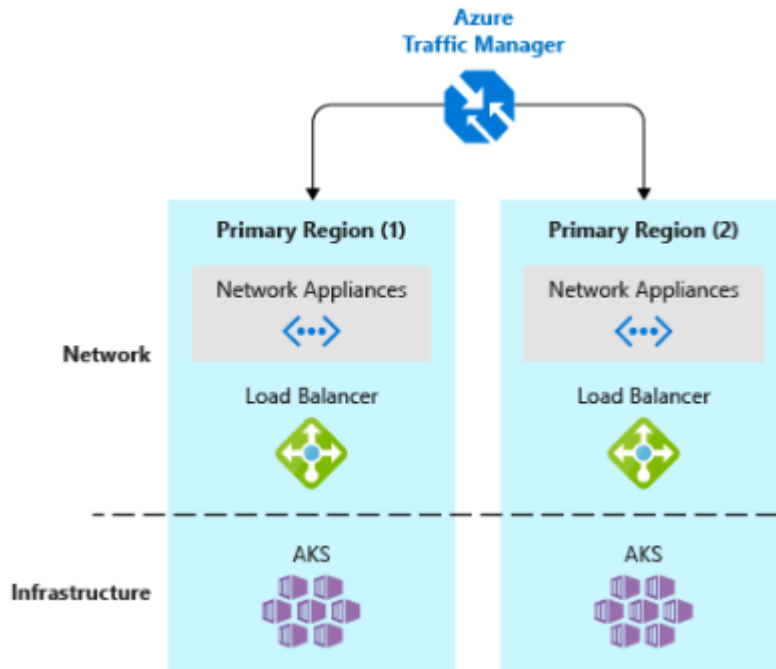 Azure
Traffic Manager
Primary Region (1)
Primary Region (2)
Network Appliances
Network Appliances
Network
Load Balancer
Load Balancer
AKS
AKS
Infrastructure